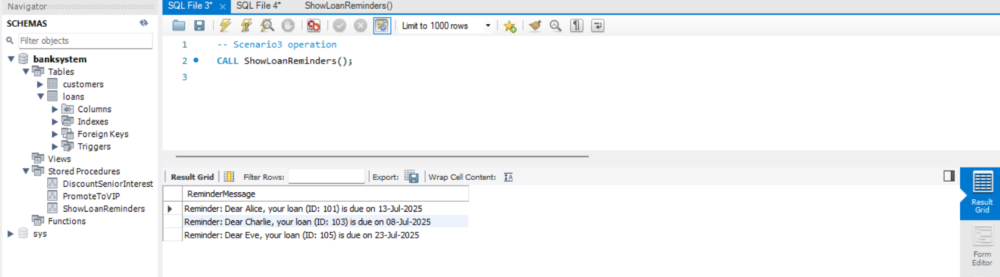 Navigator
SCHEMAS
Filter objects
banksystem
Tables
customers
loans
Columns
Indexes
Foreign Keys
Triggers
Views
Stored Procedures
DiscountSeniorInterest
PromoteToVIP
ShowLoanReminders
Functions
sys
SQL File 3* SQL File 4* ShowLoanReminders()
Limit to 1000 rows
1 -- Scenario3 operation
2 CALL ShowLoanReminders();
3
Result Grid Filter Rows: Export: Wrap Cell Content:
ReminderMessage
Reminder: Dear Alice, your loan (ID: 101) is due on 13-Jul-2025
Reminder: Dear Charlie, your loan (ID: 103) is due on 08-Jul-2025
Reminder: Dear Eve, your loan (ID: 105) is due on 23-Jul-2025
Result
Grid
Form
Editor